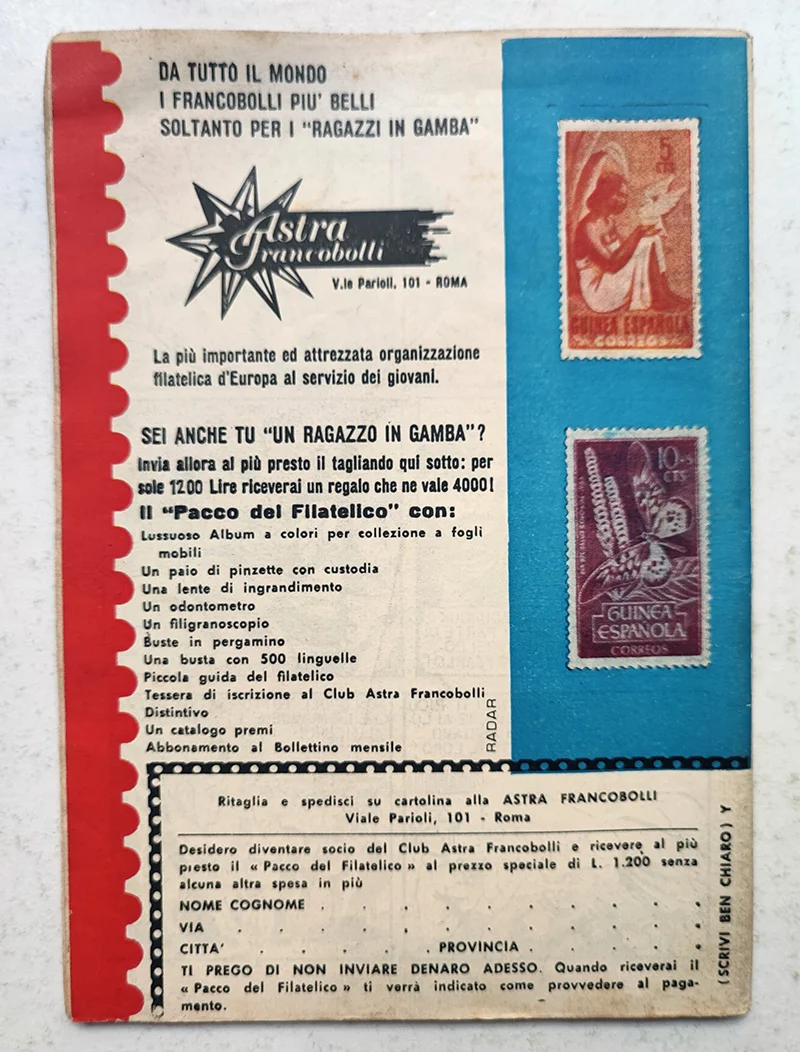 DA TUTTO IL MONDO
I FRANCOBOLLI PIU' BELLI
SOLTANTO PER I "RAGAZZI IN GAMBA"
Astra
Francobolli
V.le Parioli, 101 - ROMA
La più importante ed attrezzata organizzazione
filatelica d'Europa al servizio dei giovani.
SEI ANCHE TU "UN RAGAZZO IN GAMBA"?
Invia allora al più presto il tagliando qui sotto: per
sole 1200 Lire riceverai un regalo che ne vale 4000!
Il "Pacco del Filatelico" con:
Lussuoso Album a colori per collezione a fogli
mobili
Un paio di pinzette con custodia
Una lente di ingrandimento
Un odontometro
Un filigranoscopio
Buste in pergamino
Una busta con 500 linguelle
Piccola guida del filatelico
Tessera di iscrizione al Club Astra Francobolli
Distintivo
Un catalogo premi
Abbonamento al Bollettino mensile
RADAR
5
GUINEA ESPAÑOLA
CORREOS
10+5
CTS
GUINEA
ESPAÑOLA
CORREOS
Ritaglia e spedisci su cartolina alla ASTRA FRANCOBOLLI
Viale Parioli, 101 - Roma
Desidero diventare socio del Club Astra Francobolli e ricevere al più
presto il « Pacco del Filatelico » al prezzo speciale di L. 1.200 senza
alcuna altra spesa in più
NOME COGNOME . . . . . . . . . .
VIA . . . . . . . . . . . .
CITTA' . . . . . PROVINCIA . . . . .
TI PREGO DI NON INVIARE DENARO ADESSO. Quando riceverai il
« Pacco del Filatelico » ti verrà indicato come provvedere al paga-
mento.
(SCRIVI BEN CHIARO) Y